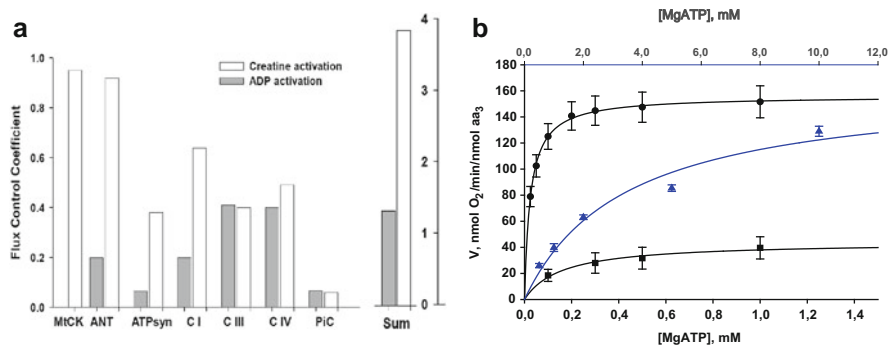 a
Flux Control Coefficient
1.0
0.8
0.6
0.4
0.2
0.0
Creatine activation
ADP activation
MtCK ANT ATPsyn C I C III C IV PiC
4
3
2
1
0
Sum
b
[MgATP], mM
0,0 2,0 4,0 6,0 8,0 10,0 12,0
V, nmol O₂/min/nmol aa₃
180
160
140
120
100
80
60
40
20
0
0,0 0,2 0,4 0,6 0,8 1,0 1,2 1,4
[MgATP], mM